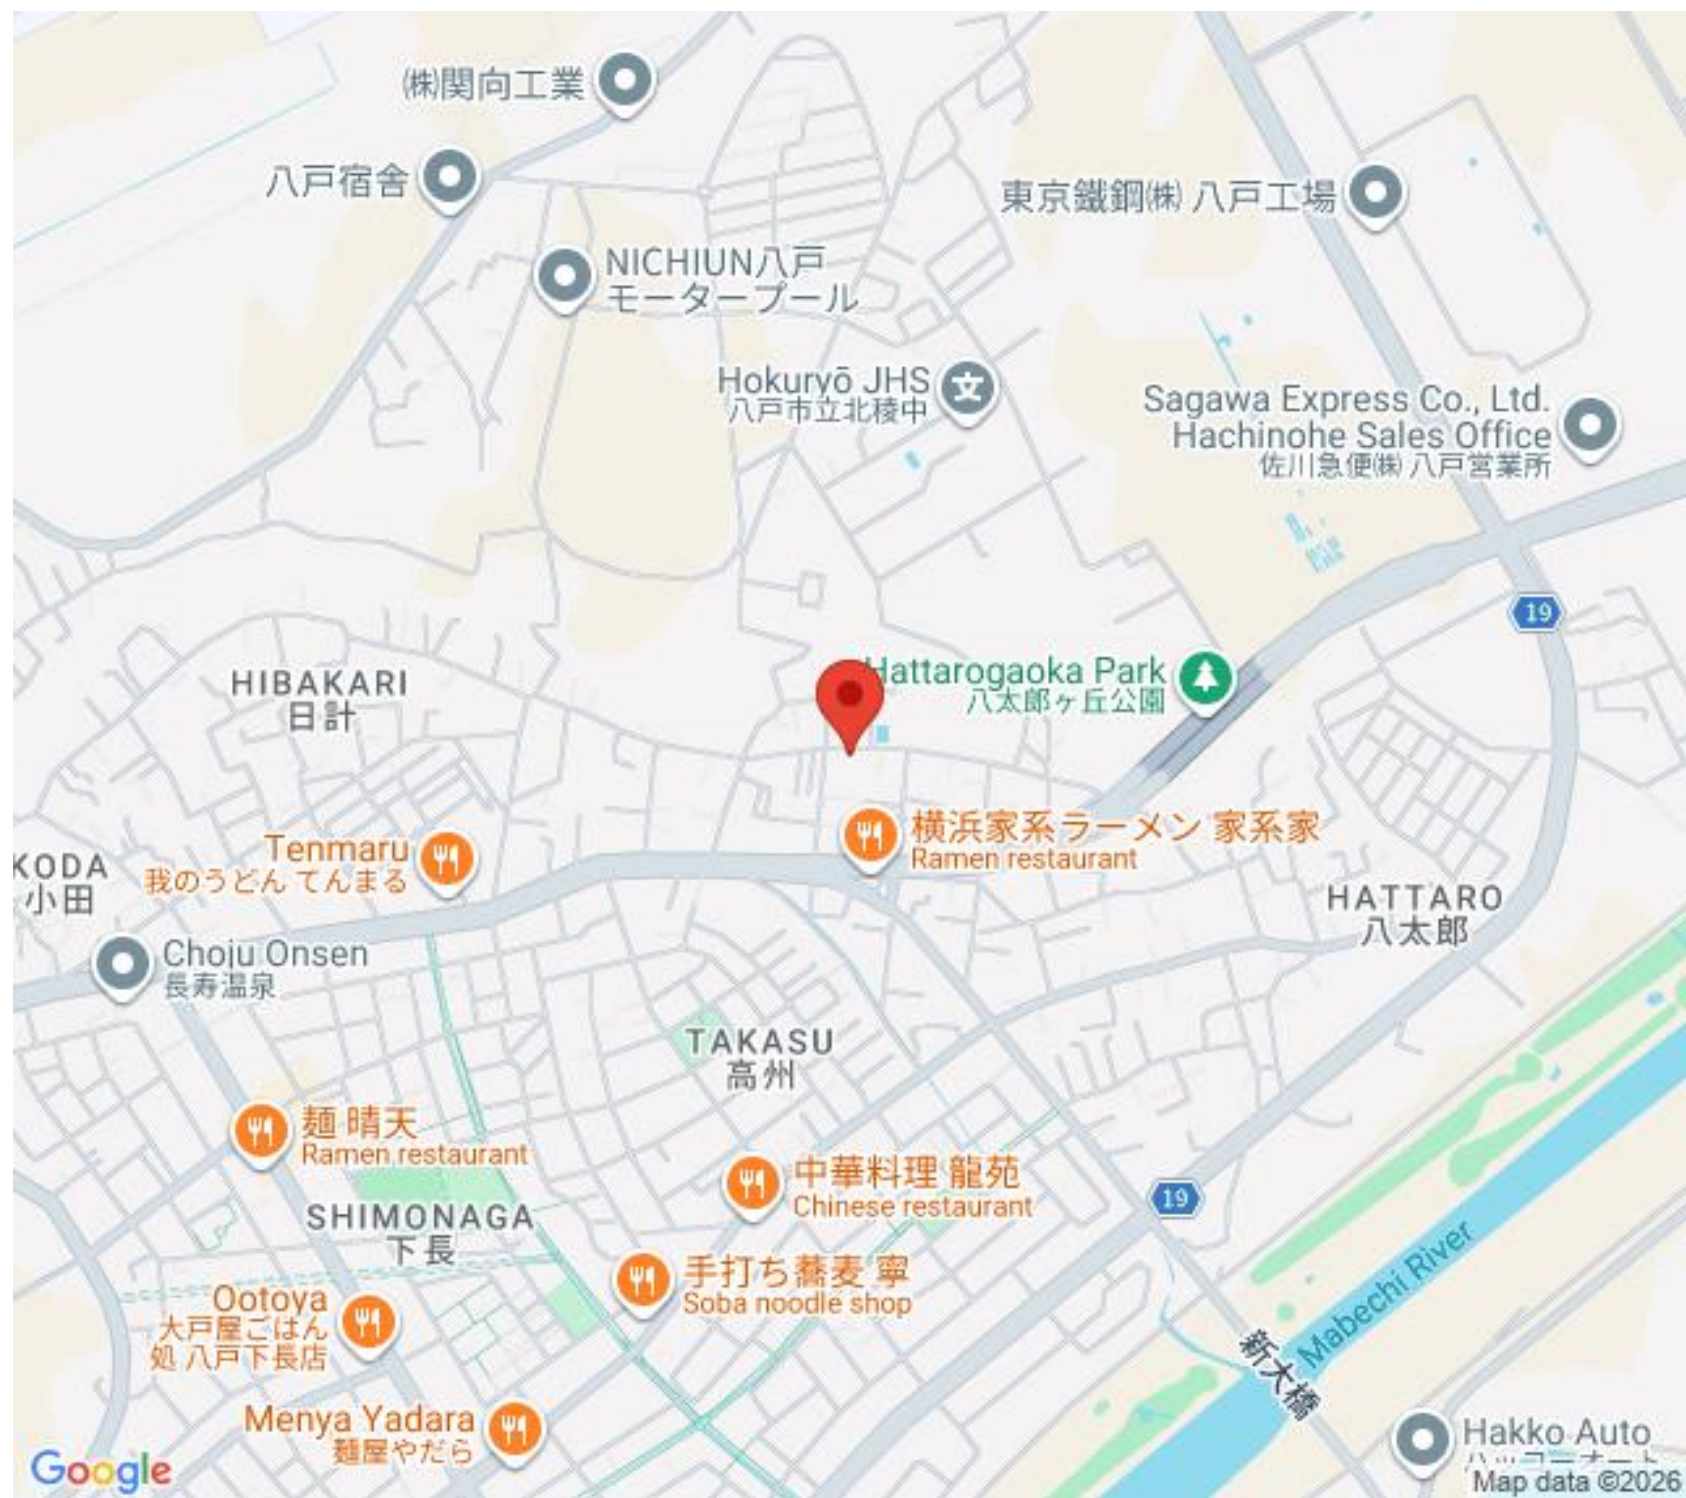 ㈱関向工業
八戸宿舎
東京鐵鋼㈱ 八戸工場
NICHIUN八戸
モータープール
Hokuryō JHS
八戸市立北稜中
Sagawa Express Co., Ltd.
Hachinohe Sales Office
佐川急便㈱ 八戸営業所
19
HIBAKARI
日計
Hattarogaoka Park
八太郎ヶ丘公園
横浜家系ラーメン 家系家
Ramen restaurant
Tenmaru
我のうどん てんまる
KODA
小田
HATTARO
八太郎
Choju Onsen
長寿温泉
TAKASU
高州
麺 晴天
Ramen restaurant
中華料理 龍苑
Chinese restaurant
19
SHIMONAGA
下長
手打ち蕎麦 寧
Soba noodle shop
Mabechi River
Ootoya
大戸屋ごはん
処 八戸下長店
新大橋
Menya Yadara
麺屋やだら
Hakko Auto
ハッコーオート
Google
Map data ©2026